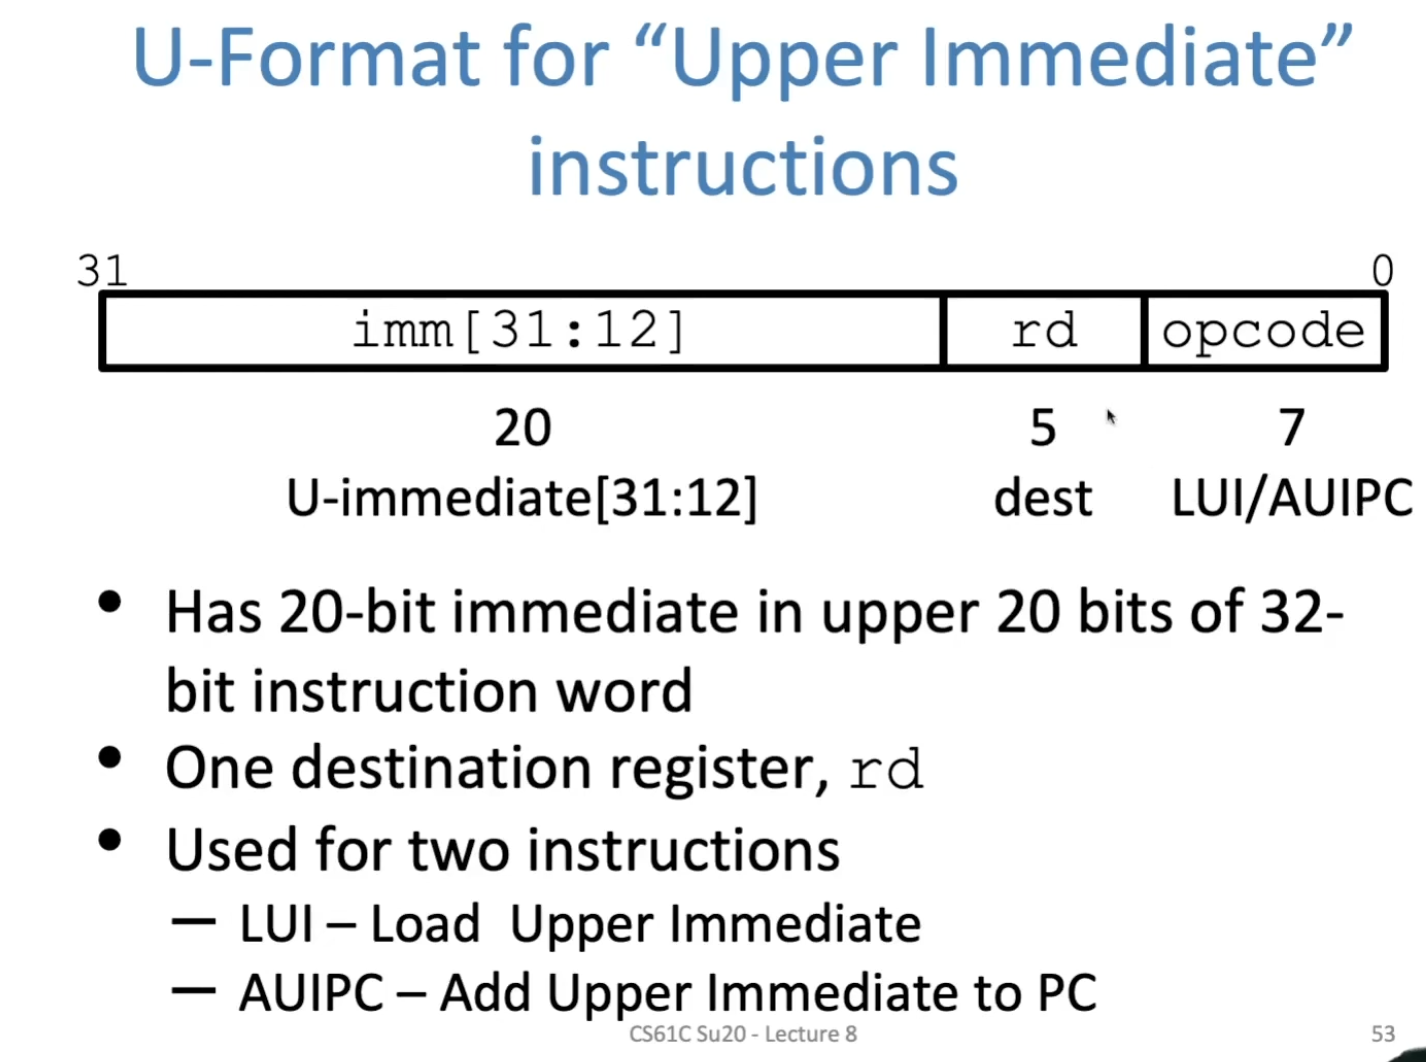 U-Format for “Upper Immediate”
instructions
31 0
imm[31:12] rd opcode
20 5 7
U-immediate[31:12] dest LUI/AUIPC
• Has 20-bit immediate in upper 20 bits of 32-
bit instruction word
• One destination register, rd
• Used for two instructions
– LUI – Load  Upper Immediate
– AUIPC – Add Upper Immediate to PC
CS61C Su20 - Lecture 8 53